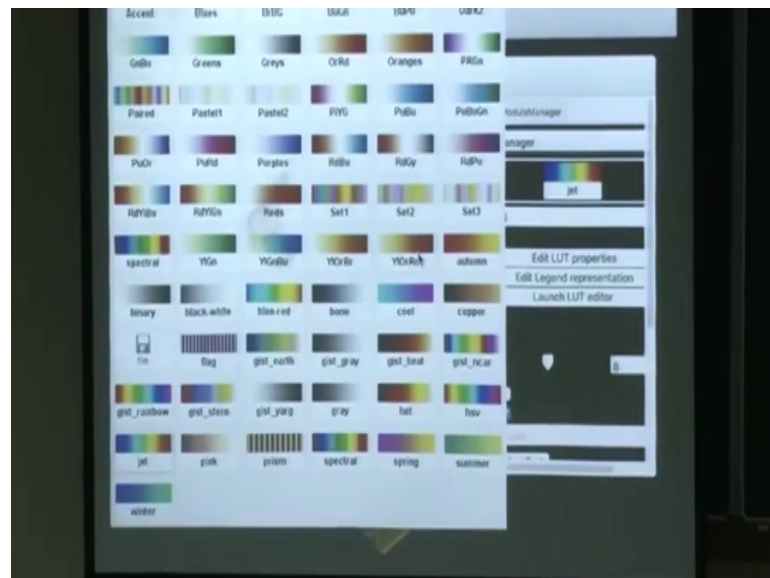 Accent Blues BrBG BuGn BuPu Dark2
GnBu Greens Greys OrRd Oranges PRGn
Paired Pastel1 Pastel2 PiYG PuBu PuBuGn
ModuleManager
PuOr PuRd Purples RdBu RdGy RdPu
anager
jet
RdYlBu RdYlGn Reds Set1 Set2 Set3
spectral YlGn YlGnBu YlOrBr YlOrRd autumn
Edit LUT properties
Edit Legend representation
Launch LUT editor
binary black-white blue-red bone cool copper
file flag gist_earth gist_gray gist_heat gist_ncar
8
gist_rainbow gist_stern gist_yarg gray hot hsv
jet pink prism spectral spring summer
winter